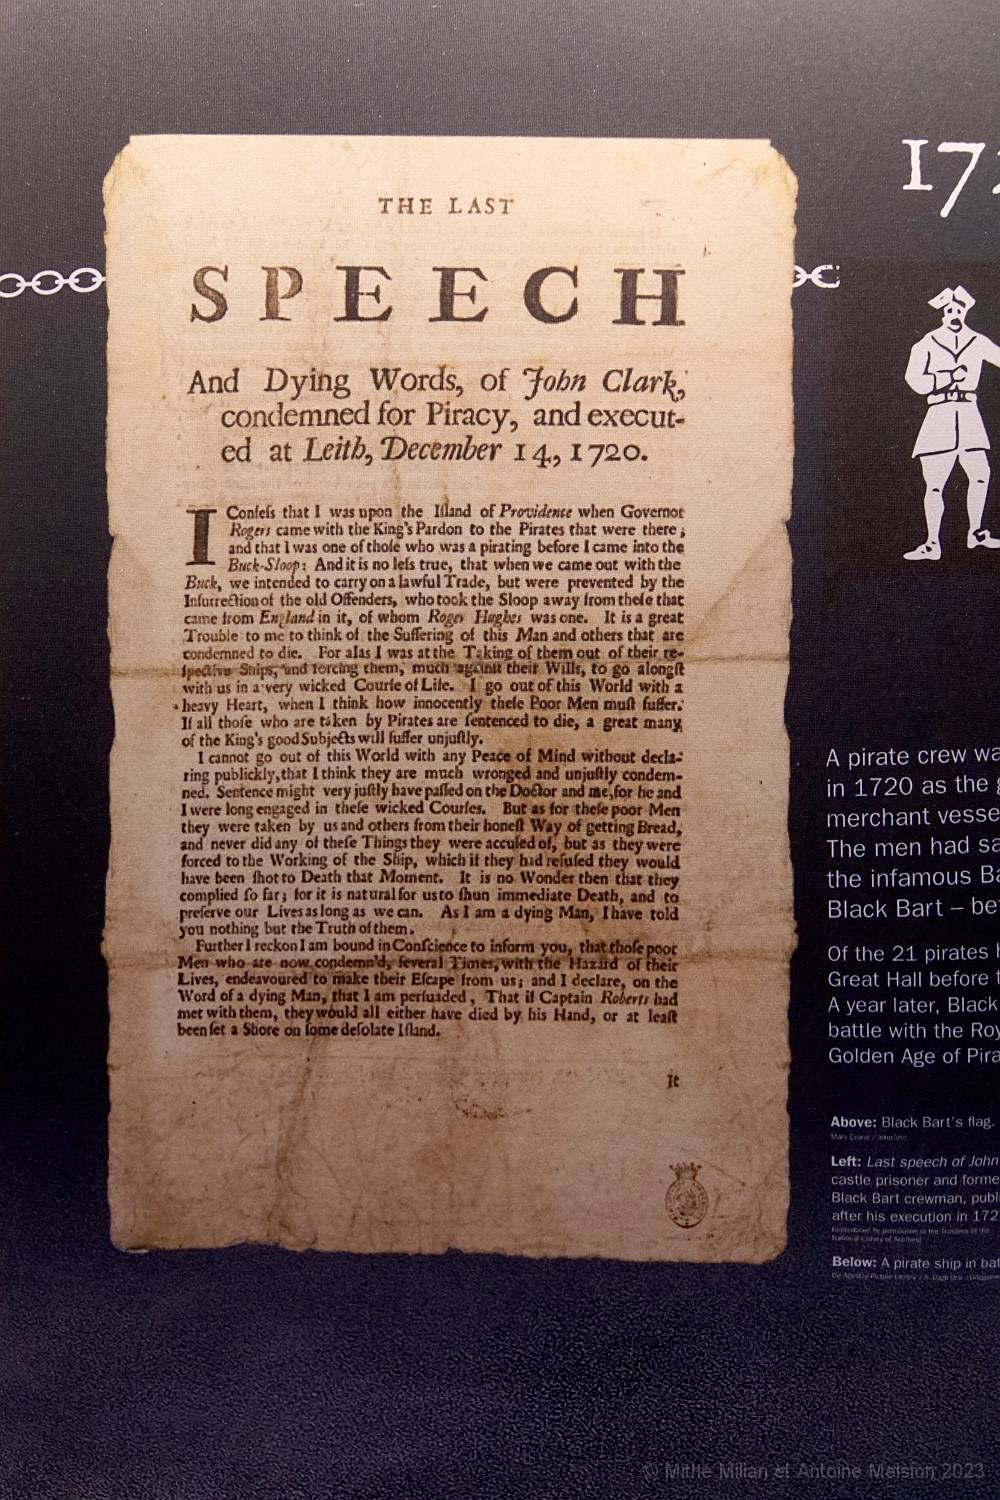 THE LAST
SPEECH
And Dying Words, of John Clark,
condemned for Piracy, and execut-
ed at Leith, December 14, 1720.
I Confeſs that I was upon the Iſland of Providence when Governor
Rogers came with the King's Pardon to the Pirates that were there;
and that I was one of thoſe who was a pirating before I came into the
Buck-Sloop: And it is no leſs true, that when we came out with the
Buck, we intended to carry on a lawful Trade, but were prevented by the
Inſurrection of the old Offenders, who took the Sloop away from theſe that
came from England in it, of whom Roger Hughes was one. It is a great
Trouble to me to think of the Suffering of this Man and others that are
condemned to die. For alas I was at the Taking of them out of their re-
ſpective Ships, and forcing them, much againſt their Wills, to go alongſt
with us in a very wicked Courſe of Life. I go out of this World with a
heavy Heart, when I think how innocently theſe Poor Men muſt ſuffer.
If all thoſe who are taken by Pirates are ſentenced to die, a great many
of the King's good Subjects will ſuffer unjuſtly.
I cannot go out of this World with any Peace of Mind without decla-
ring publickly, that I think they are much wronged and unjuſtly condem-
ned. Sentence might very juſtly have paſſed on the Doctor and me, for he and
I were long engaged in theſe wicked Courſes. But as for theſe poor Men
they were taken by us and others from their honeſt Way of getting Bread,
and never did any of theſe Things they were accuſed of, but as they were
forced to the Working of the Ship, which if they had refuſed they would
have been ſhot to Death that Moment. It is no Wonder then that they
complied ſo far; for it is natural for us to ſhun immediate Death, and to
preſerve our Lives as long as we can. As I am a dying Man, I have told
you nothing but the Truth of them.
Further I reckon I am bound in Conſcience to inform you, that thoſe poor
Men who are now condemn'd, ſeveral Times, with the Hazard of their
Lives, endeavoured to make their Eſcape from us; and I declare, on the
Word of a dying Man, that I am perſuaded, That if Captain Roberts had
met with them, they would all either have died by his Hand, or at leaſt
been ſet a Shore on ſome deſolate Iſland.
It
172
A pirate crew wa
in 1720 as the g
merchant vesse
The men had sa
the infamous Ba
Black Bart – be
Of the 21 pirates h
Great Hall before t
A year later, Black
battle with the Roy
Golden Age of Pira
Above: Black Bart's flag.
Mary Evans / Interfoto
Left: Last speech of John
castle prisoner and forme
Black Bart crewman, publ
after his execution in 172
Reproduced by permission of the Trustees of the
National Library of Scotland
Below: A pirate ship in bat
© Mithe Milian et Antoine Meision 2023